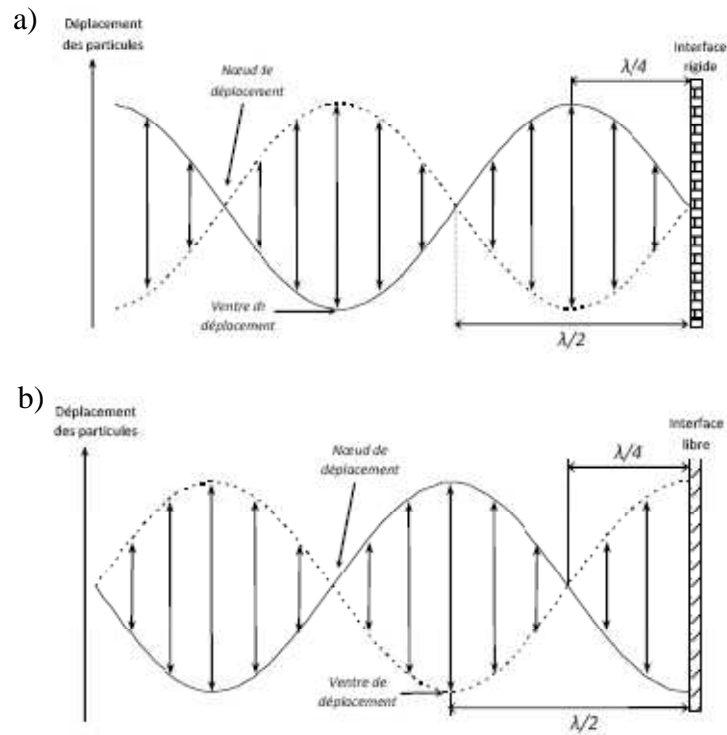 a)
Déplacement
des particules
Interface
rigide
λ/4
Nœud de
déplacement
Ventre de
déplacement
λ/2
b)
Déplacement
des particules
Interface
libre
λ/4
Nœud de
déplacement
Ventre de
déplacement
λ/2